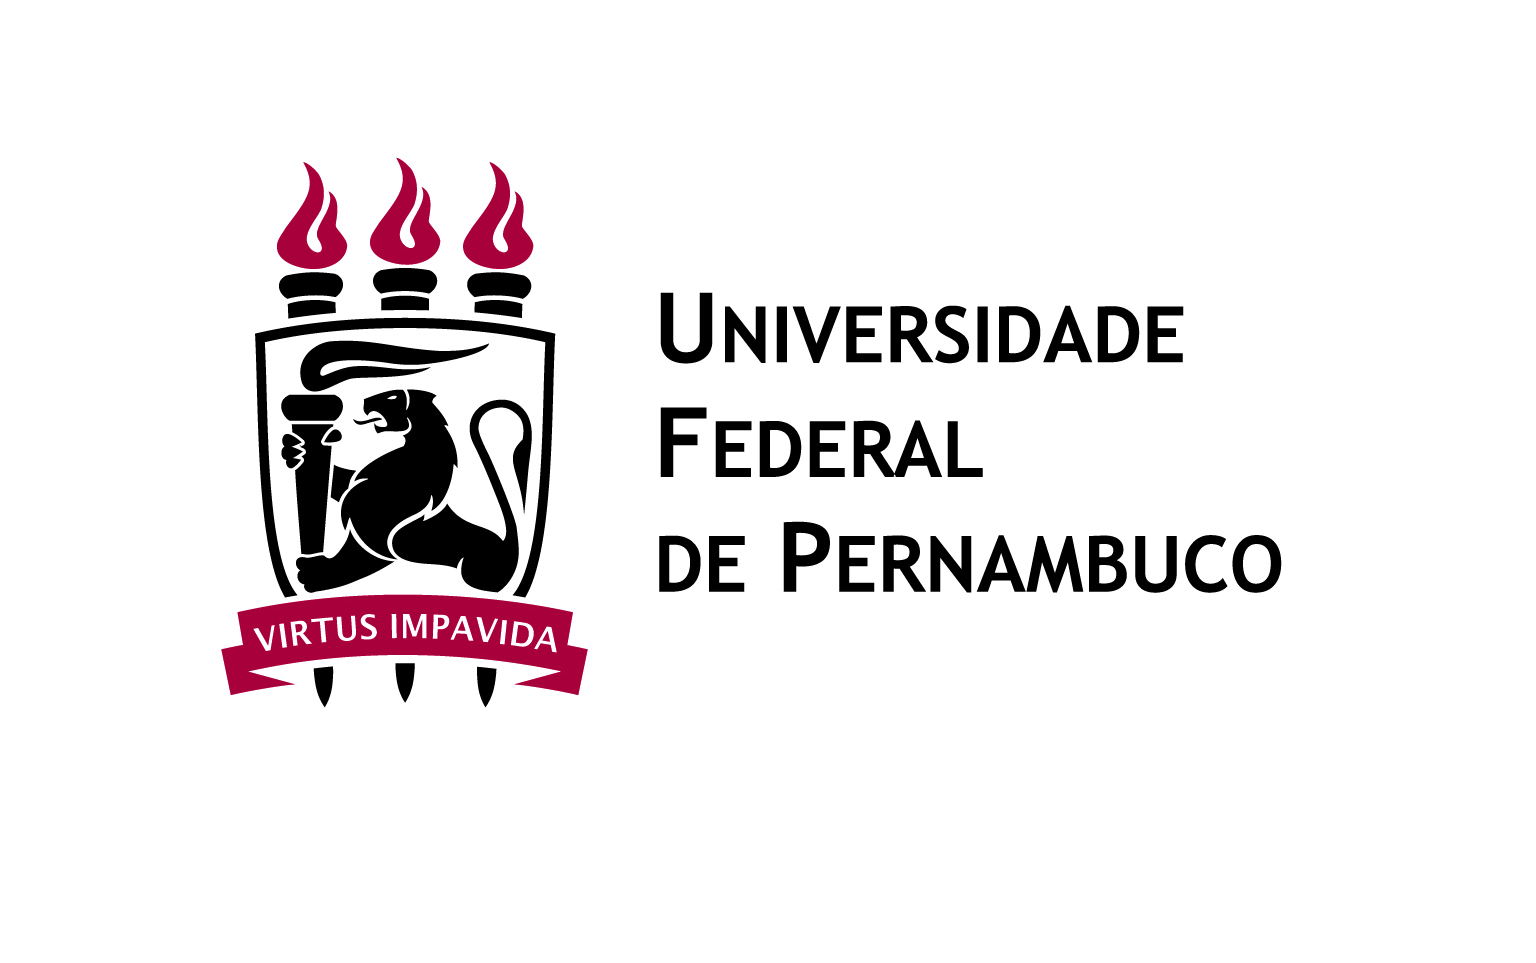 VIRTUS IMPAVIDA
UNIVERSIDADE
FEDERAL
DE PERNAMBUCO